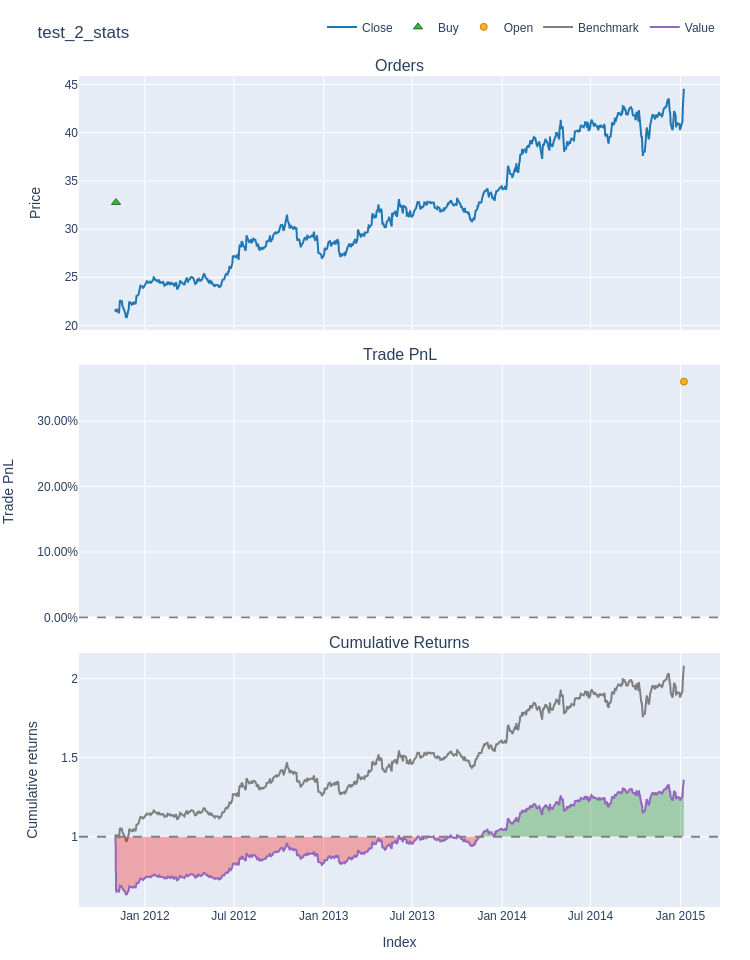 test_2_stats
Close Buy Open Benchmark Value
Orders
45
40
35
30
25
20
Price
Trade PnL
30.00%
20.00%
10.00%
0.00%
Trade PnL
Cumulative Returns
2
1.5
1
Cumulative returns
Jan 2012 Jul 2012 Jan 2013 Jul 2013 Jan 2014 Jul 2014 Jan 2015
Index